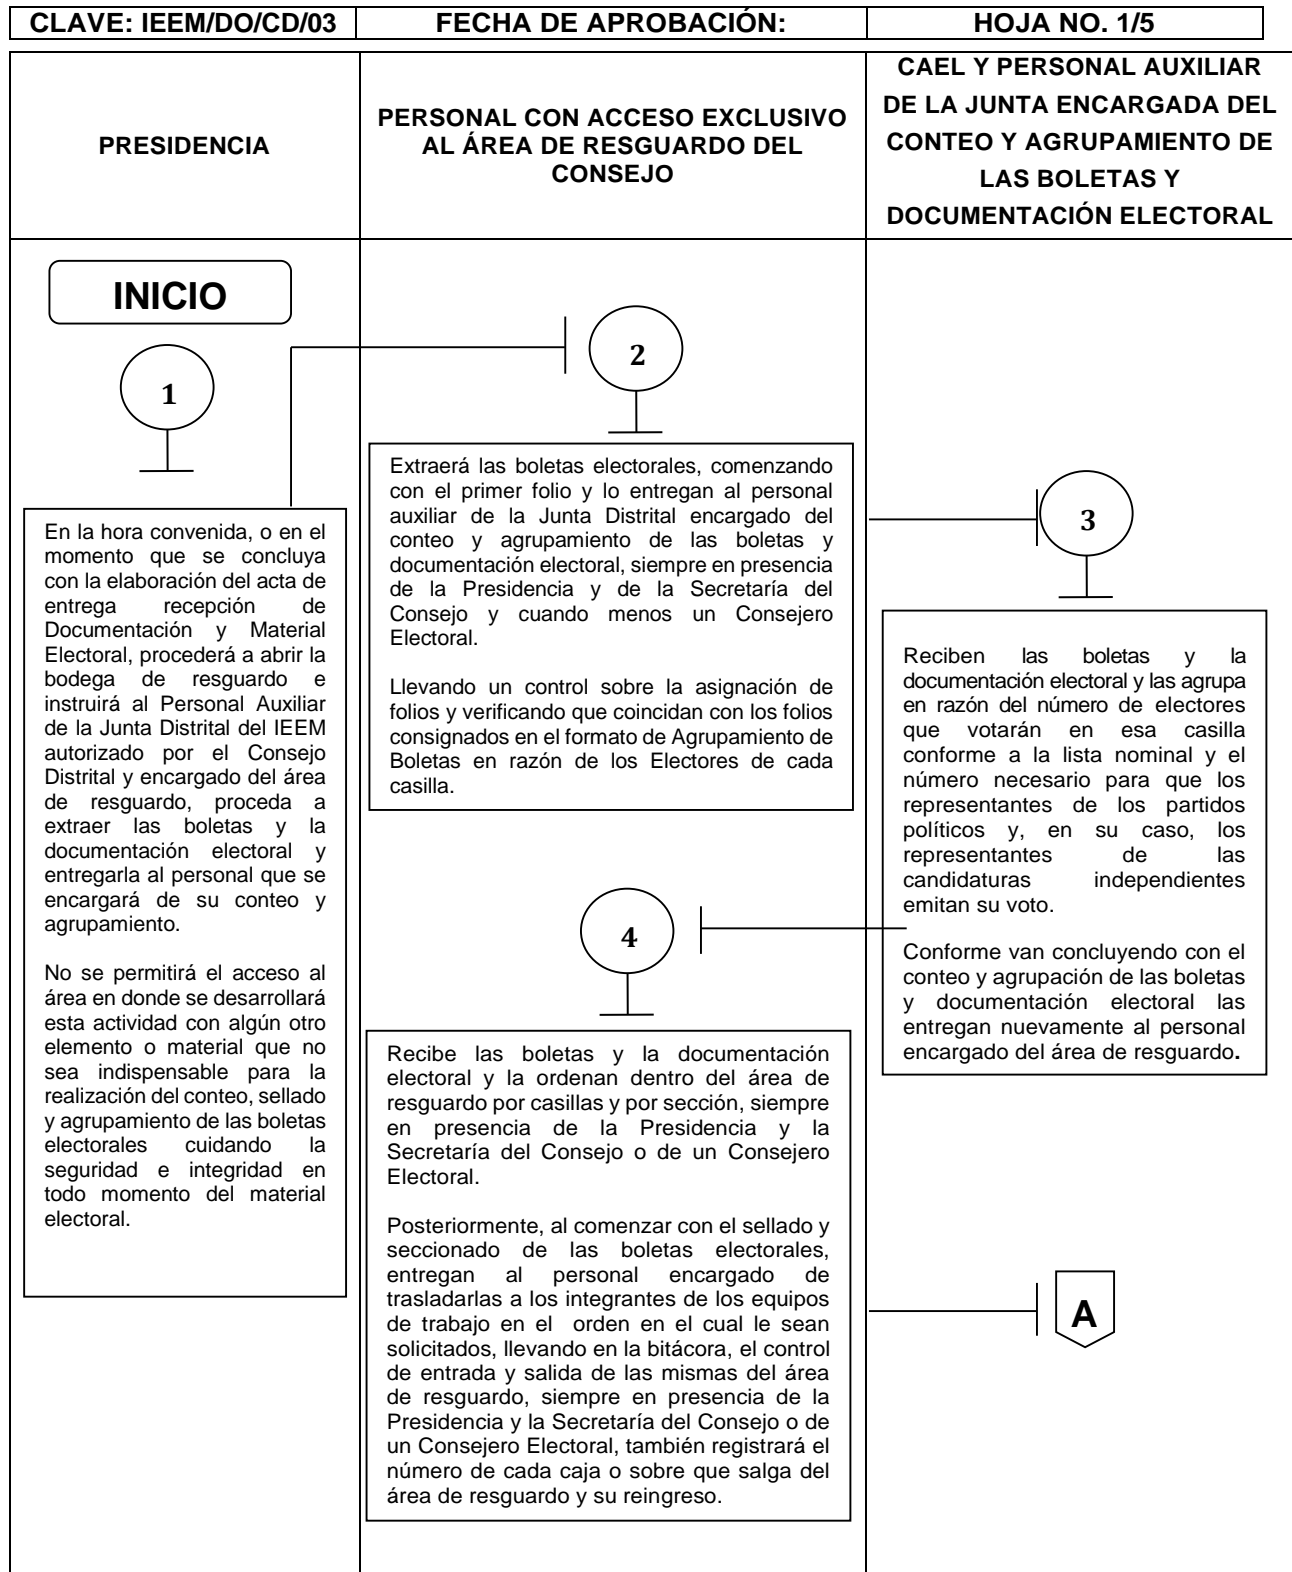 CLAVE: IEEM/DO/CD/03 FECHA DE APROBACIÓN: HOJA NO. 1/5
PRESIDENCIA
PERSONAL CON ACCESO EXCLUSIVO
AL ÁREA DE RESGUARDO DEL
CONSEJO
CAEL Y PERSONAL AUXILIAR
DE LA JUNTA ENCARGADA DEL
CONTEO Y AGRUPAMIENTO DE
LAS BOLETAS Y
DOCUMENTACIÓN ELECTORAL
INICIO
1
En la hora convenida, o en el
momento que se concluya
con la elaboración del acta de
entrega recepción de
Documentación y Material
Electoral, procederá a abrir la
bodega de resguardo e
instruirá al Personal Auxiliar
de la Junta Distrital del IEEM
autorizado por el Consejo
Distrital y encargado del área
de resguardo, proceda a
extraer las boletas y la
documentación electoral y
entregarla al personal que se
encargará de su conteo y
agrupamiento.
No se permitirá el acceso al
área en donde se desarrollará
esta actividad con algún otro
elemento o material que no
sea indispensable para la
realización del conteo, sellado
y agrupamiento de las boletas
electorales cuidando la
seguridad e integridad en
todo momento del material
electoral.
2
Extraerá las boletas electorales, comenzando
con el primer folio y lo entregan al personal
auxiliar de la Junta Distrital encargado del
conteo y agrupamiento de las boletas y
documentación electoral, siempre en presencia
de la Presidencia y de la Secretaría del
Consejo y cuando menos un Consejero
Electoral.
Llevando un control sobre la asignación de
folios y verificando que coincidan con los folios
consignados en el formato de Agrupamiento de
Boletas en razón de los Electores de cada
casilla.
3
Reciben las boletas y la
documentación electoral y las agrupa
en razón del número de electores
que votarán en esa casilla
conforme a la lista nominal y el
número necesario para que los
representantes de los partidos
políticos y, en su caso, los
representantes de las
candidaturas independientes
emitan su voto.
Conforme van concluyendo con el
conteo y agrupación de las boletas
y documentación electoral las
entregan nuevamente al personal
encargado del área de resguardo.
4
Recibe las boletas y la documentación
electoral y la ordenan dentro del área de
resguardo por casillas y por sección, siempre
en presencia de la Presidencia y la
Secretaría del Consejo o de un Consejero
Electoral.
Posteriormente, al comenzar con el sellado y
seccionado de las boletas electorales,
entregan al personal encargado de
trasladarlas a los integrantes de los equipos
de trabajo en el orden en el cual le sean
solicitados, llevando en la bitácora, el control
de entrada y salida de las mismas del área
de resguardo, siempre en presencia de la
Presidencia y la Secretaría del Consejo o de
un Consejero Electoral, también registrará el
número de cada caja o sobre que salga del
área de resguardo y su reingreso.
A